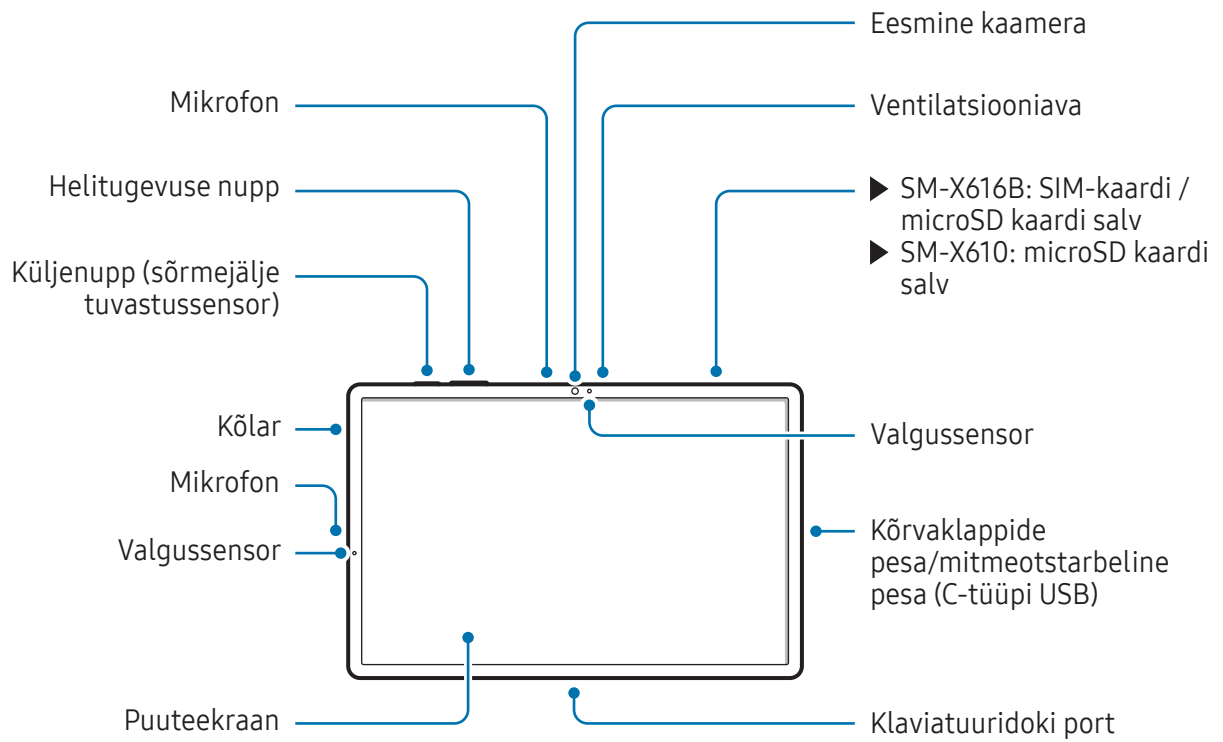 Eesmine kaamera
Mikrofon
Ventilatsiooniava
Helitugevuse nupp
▶ SM-X616B: SIM-kaardi /
microSD kaardi salv
▶ SM-X610: microSD kaardi
salv
Küljenupp (sõrmejälje
tuvastussensor)
Kõlar
Valgussensor
Mikrofon
Valgussensor
Kõrvaklappide
pesa/mitmeotstarbeline
pesa (C-tüüpi USB)
Puuteekraan
Klaviatuuridoki port